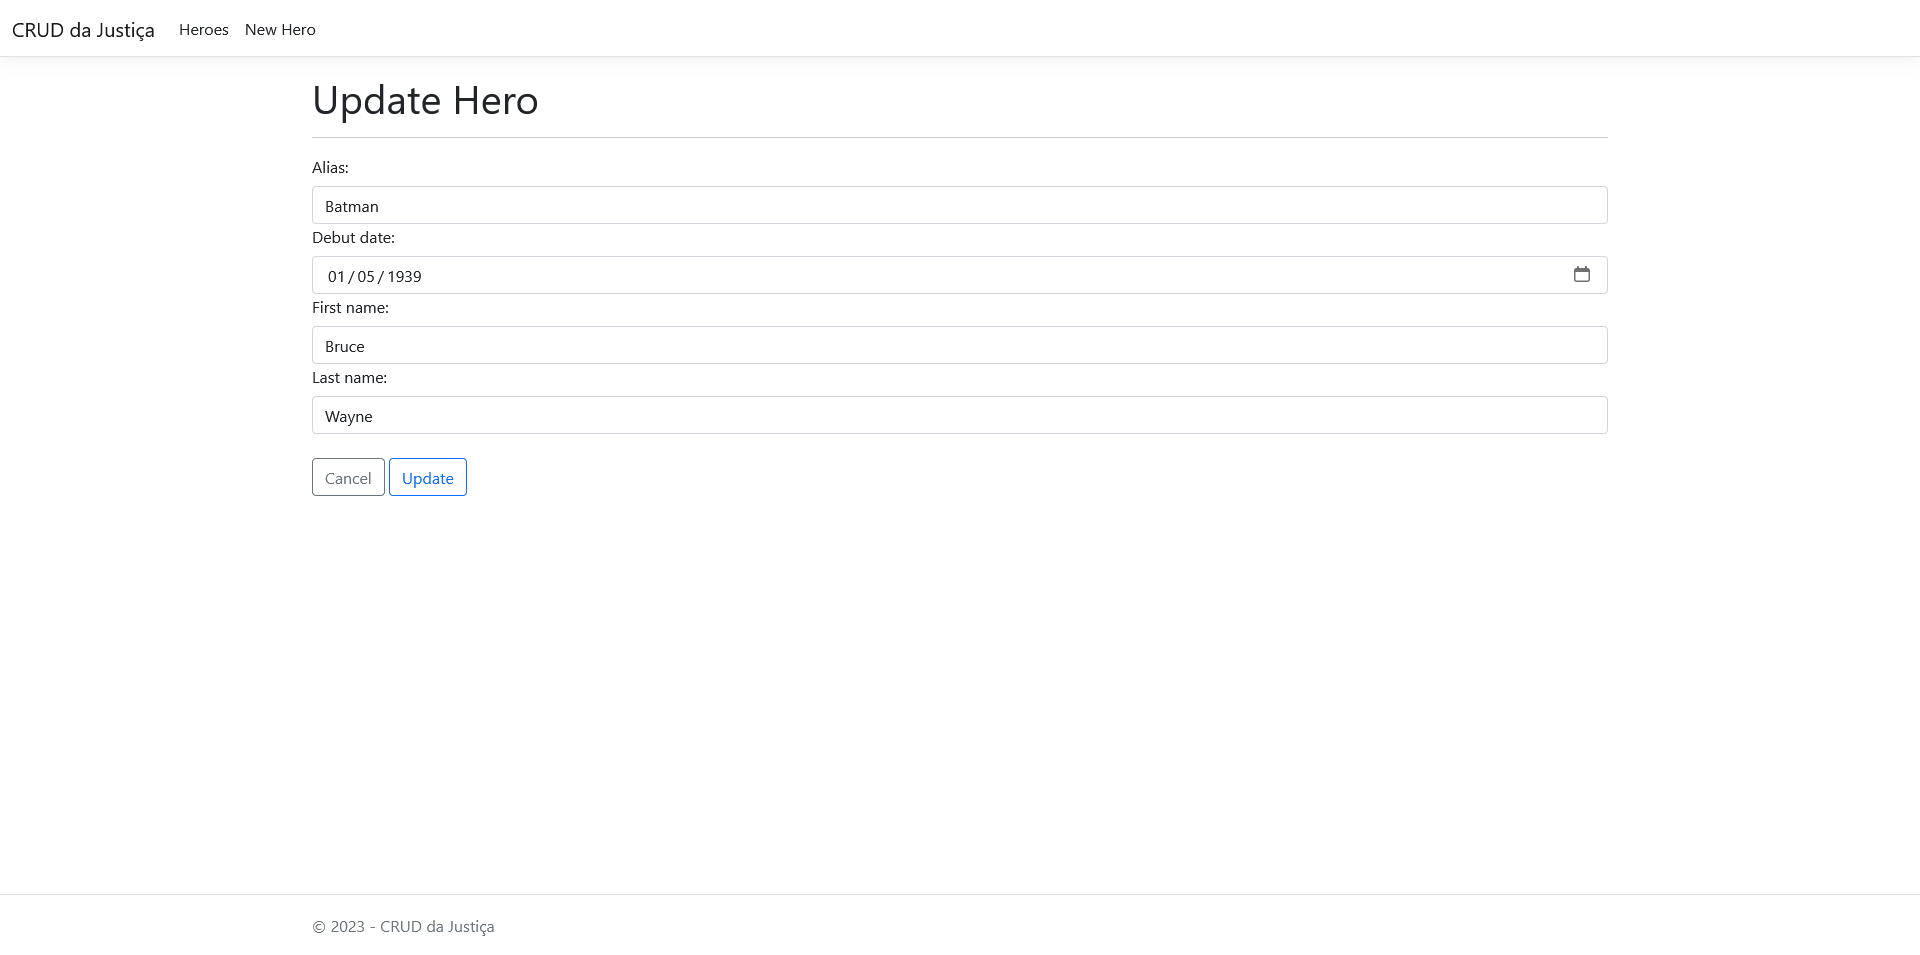 CRUD da Justiça Heroes New Hero
Update Hero
Alias:
Batman
Debut date:
01 / 05 / 1939
First name:
Bruce
Last name:
Wayne
Cancel Update
© 2023 - CRUD da Justiça